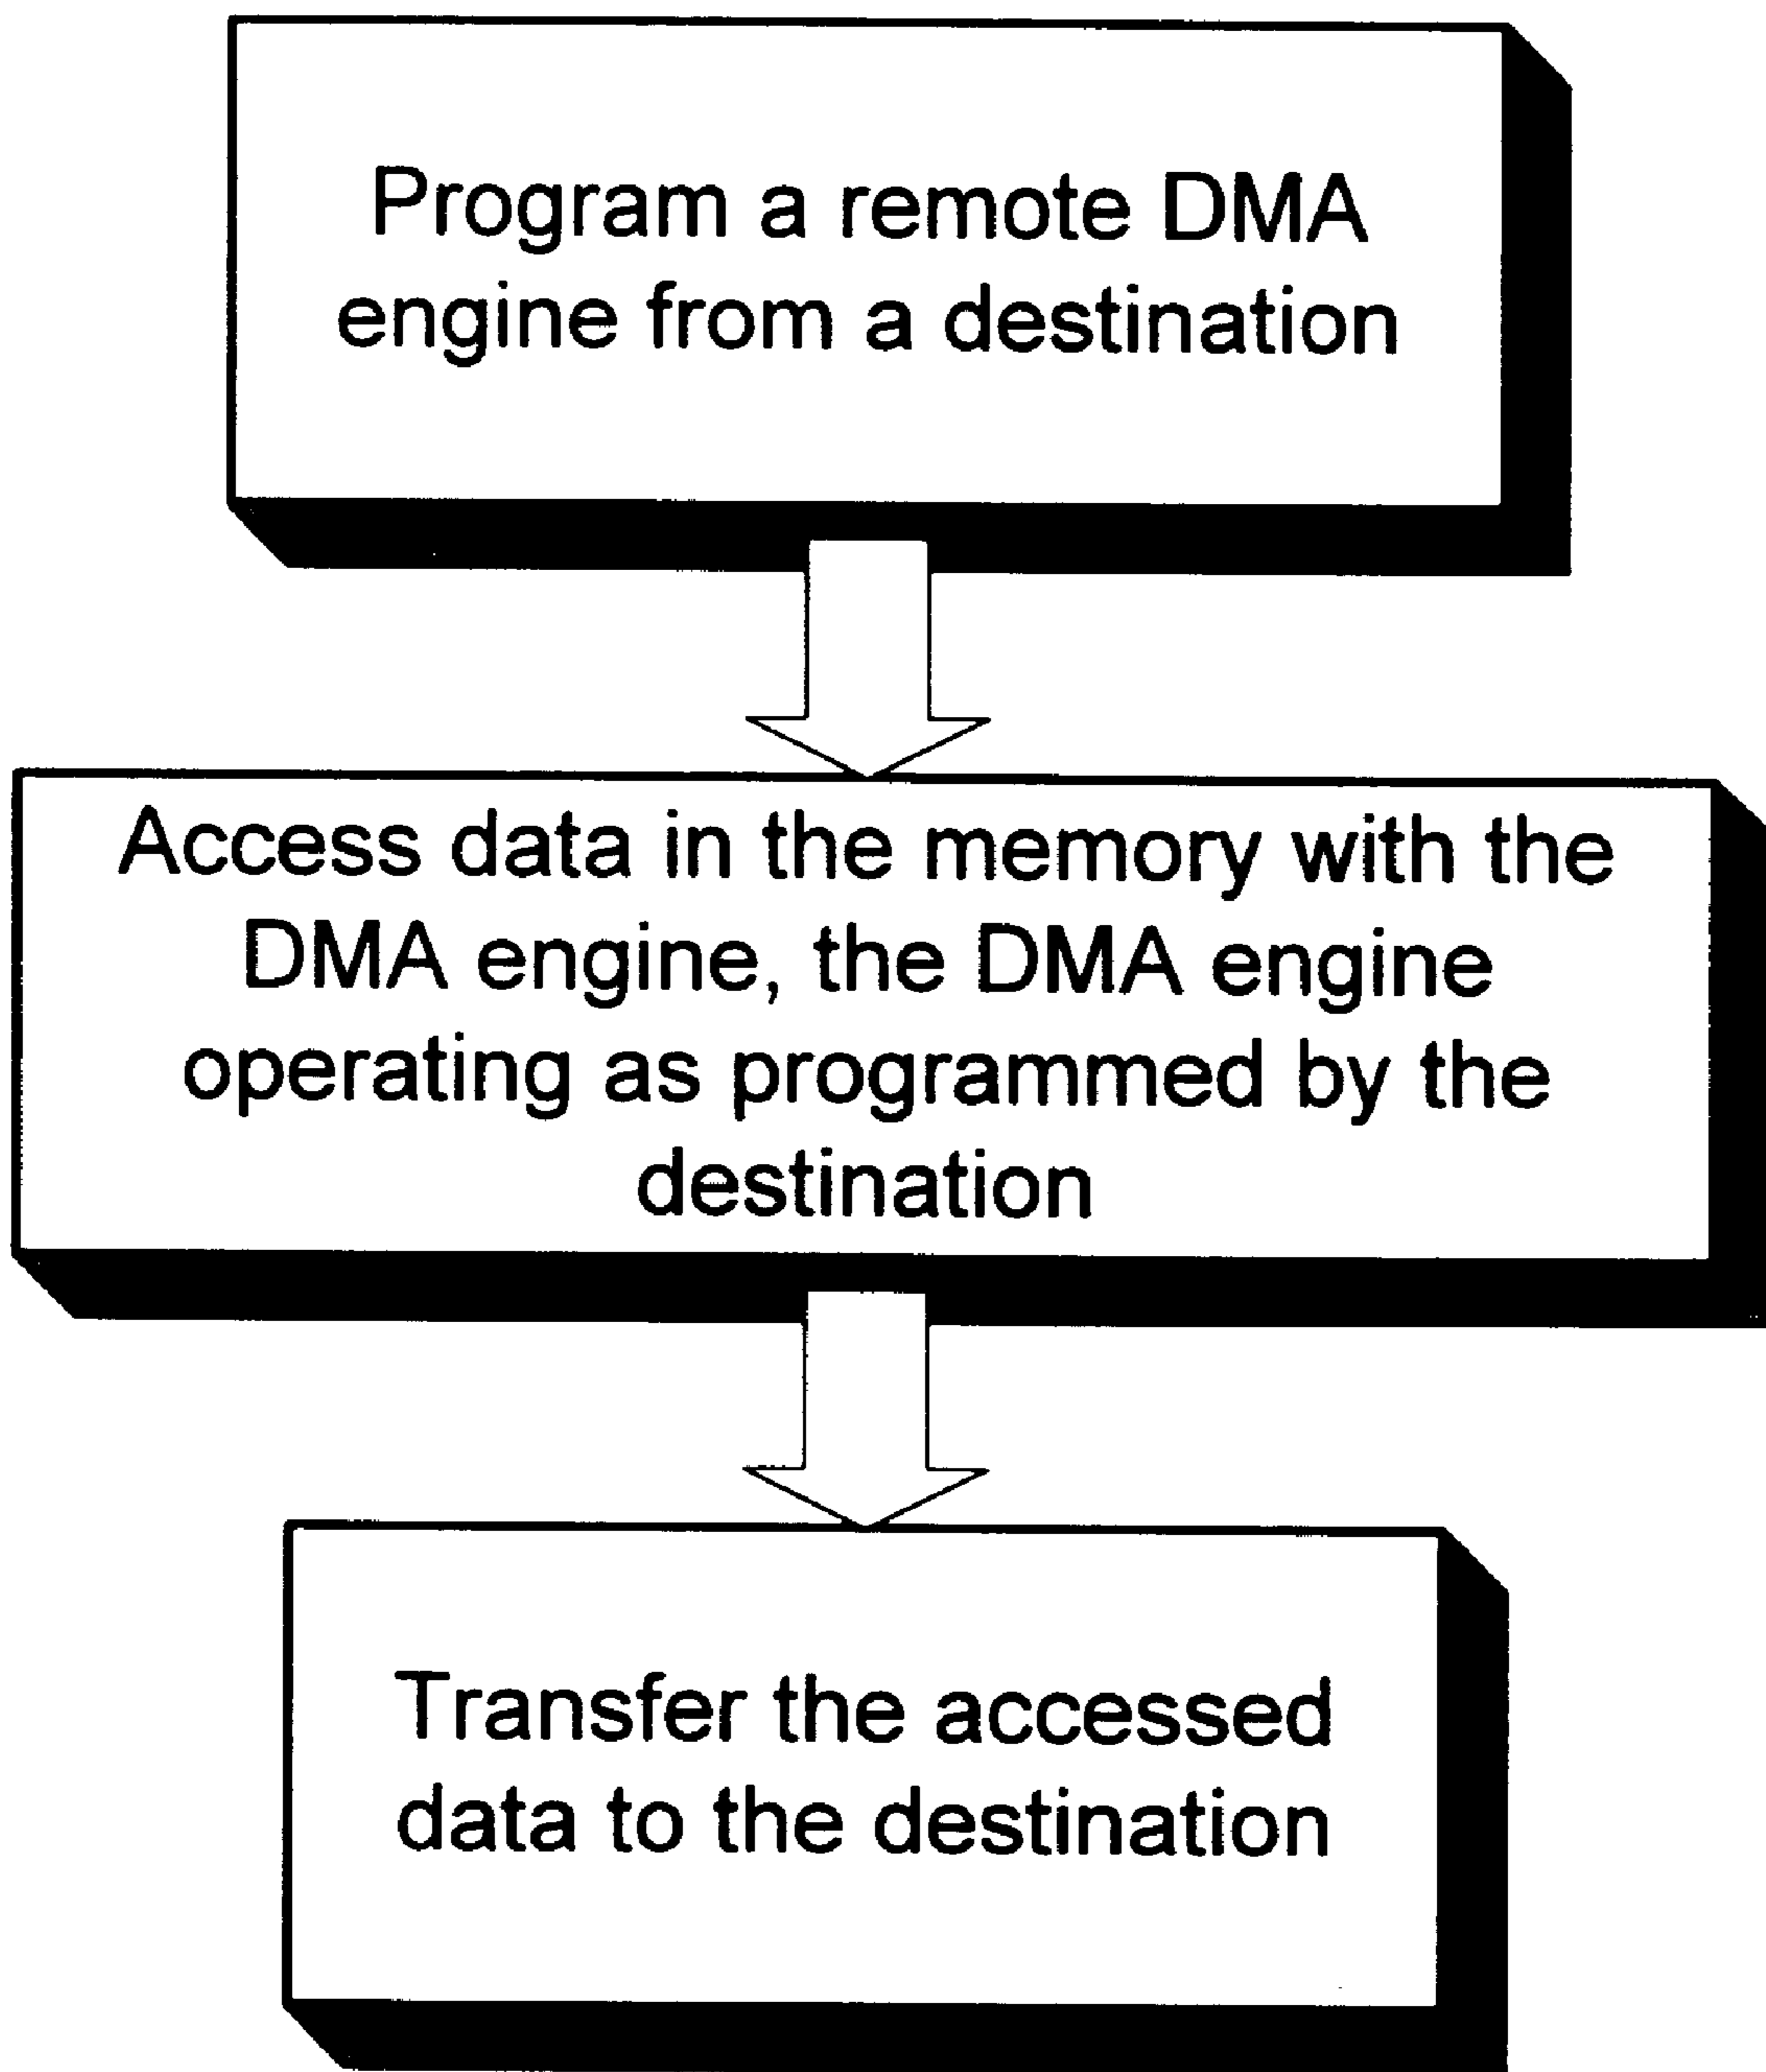 Program a remote DMA
engine from a destination
Access data in the memory with the
DMA engine, the DMA engine
operating as programmed by the
destination
Transfer the accessed
data to the destination